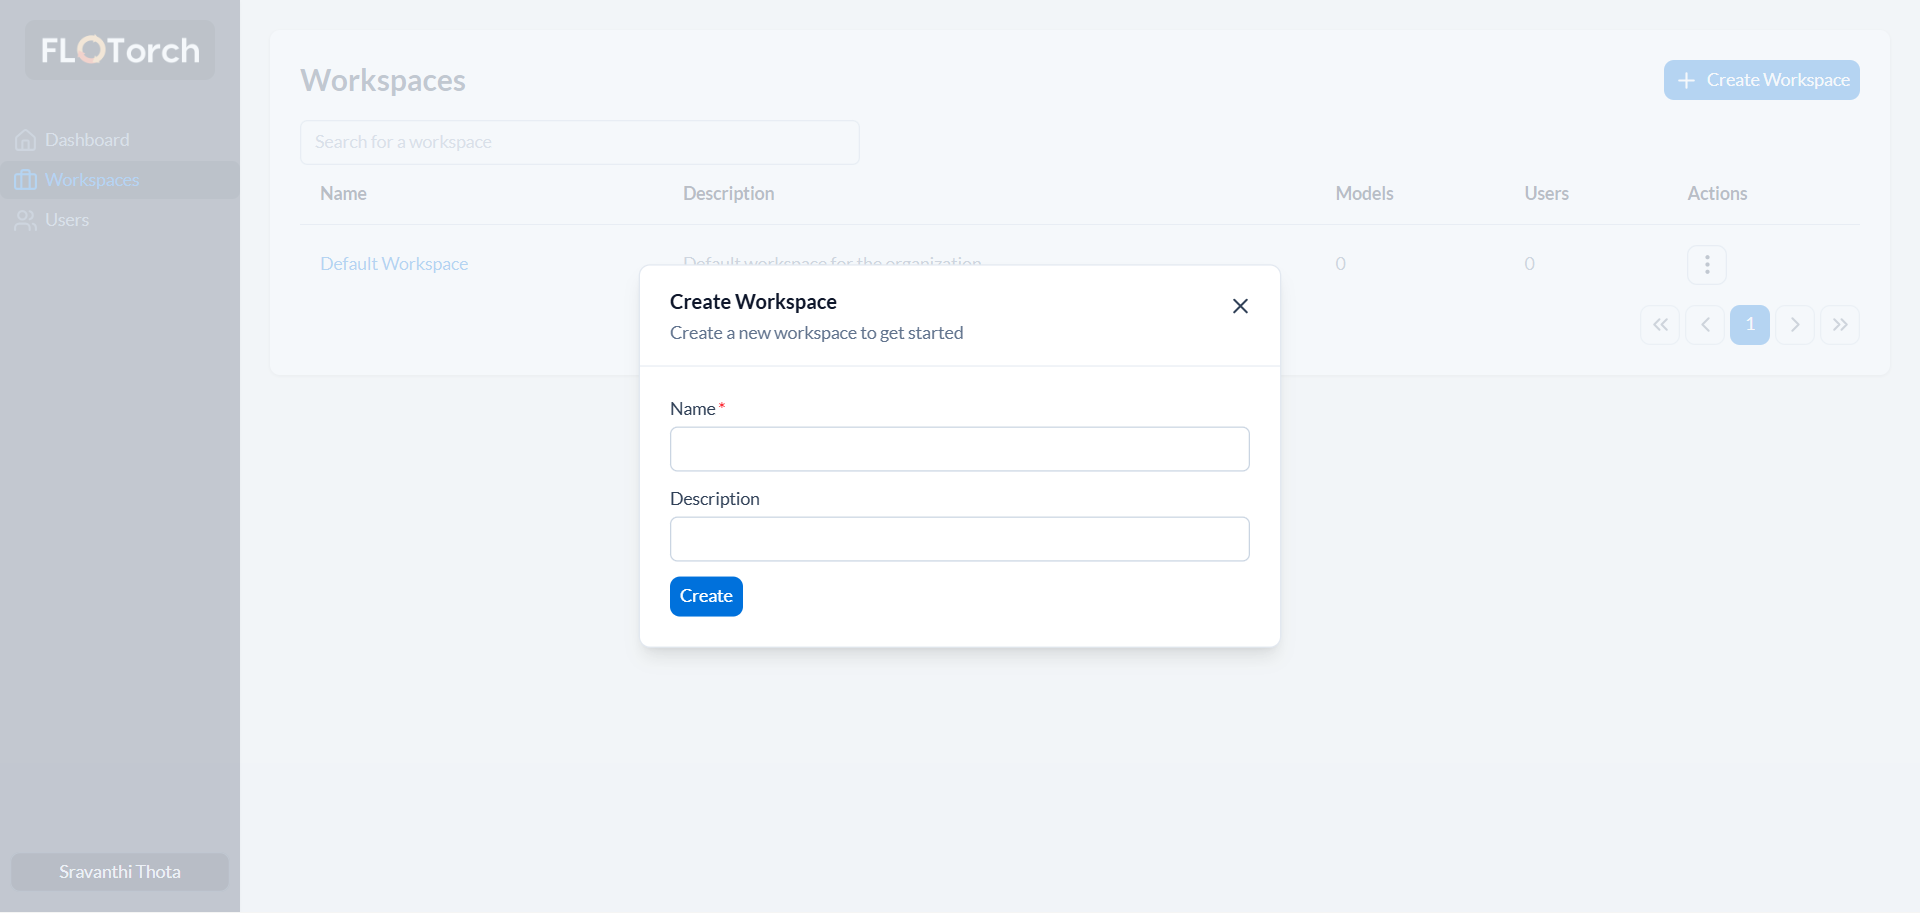 FLOTorch
Dashboard
Workspaces
Users
Sravanthi Thota
Workspaces
+ Create Workspace
Search for a workspace
Name Description Models Users Actions
Default Workspace Default workspace for the organization 0 0
1
Create Workspace
Create a new workspace to get started
Name *
Description
Create